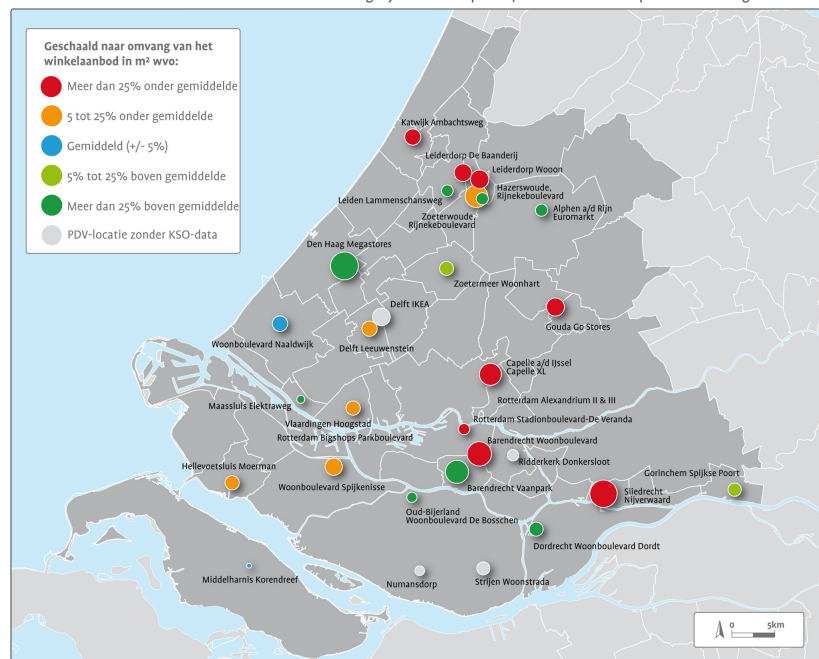 Geschaald naar omvang van het
winkelaanbod in m² wvo:
Meer dan 25% onder gemiddelde
5 tot 25% onder gemiddelde
Gemiddeld (+/- 5%)
5% tot 25% boven gemiddelde
Meer dan 25% boven gemiddelde
PDV-locatie zonder KSO-data
Katwijk Ambachtsweg
Leiderdorp De Baanderij
Leiderdorp Wooon
Leiden Lammenschansweg
Hazerswoude,
Rijnekeboulevard
Zoeterwoude,
Rijnekeboulevard
Alphen a/d Rijn
Euromarkt
Den Haag Megastores
Zoetermeer Woonhart
Delft IKEA
Gouda Go Stores
Woonboulevard Naaldwijk
Delft Leeuwenstein
Capelle a/d IJssel
Capelle XL
Maassluis Elektraweg
Rotterdam Alexandrium II & III
Vlaardingen Hoogstad
Rotterdam Stadionboulevard-De Veranda
Rotterdam Bigshops Parkboulevard
Barendrecht Woonboulevard
Ridderkerk Donkersloot
Hellevoetsluis Moerman
Woonboulevard Spijkenisse
Barendrecht Vaanpark
Gorinchem Spijkse Poort
Sliedrecht
Nijverwaard
Oud-Bijerland
Woonboulevard De Bosschen
Dordrecht Woonboulevard Dordt
Middelharnis Korendreef
Numansdorp
Strijen Woonstrada
0 5km